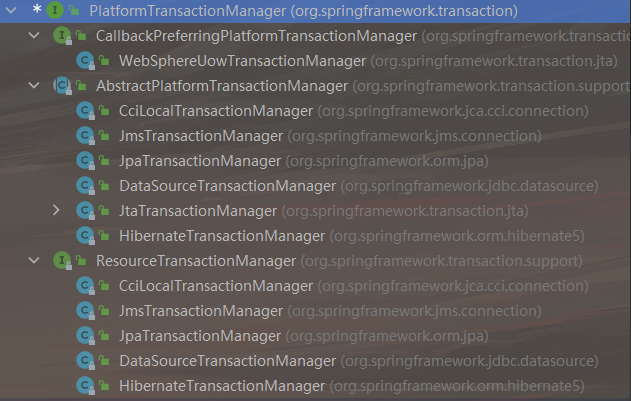 PlatformTransactionManager (org.springframework.transaction)
CallbackPreferringPlatformTransactionManager (org.springframework.transactio
WebSphereUowTransactionManager (org.springframework.transaction.jta)
AbstractPlatformTransactionManager (org.springframework.transaction.support
CciLocalTransactionManager (org.springframework.jca.cci.connection)
JmsTransactionManager (org.springframework.jms.connection)
JpaTransactionManager (org.springframework.orm.jpa)
DataSourceTransactionManager (org.springframework.jdbc.datasource)
JtaTransactionManager (org.springframework.transaction.jta)
HibernateTransactionManager (org.springframework.orm.hibernate5)
ResourceTransactionManager (org.springframework.transaction.support)
CciLocalTransactionManager (org.springframework.jca.cci.connection)
JmsTransactionManager (org.springframework.jms.connection)
JpaTransactionManager (org.springframework.orm.jpa)
DataSourceTransactionManager (org.springframework.jdbc.datasource)
HibernateTransactionManager (org.springframework.orm.hibernate5)